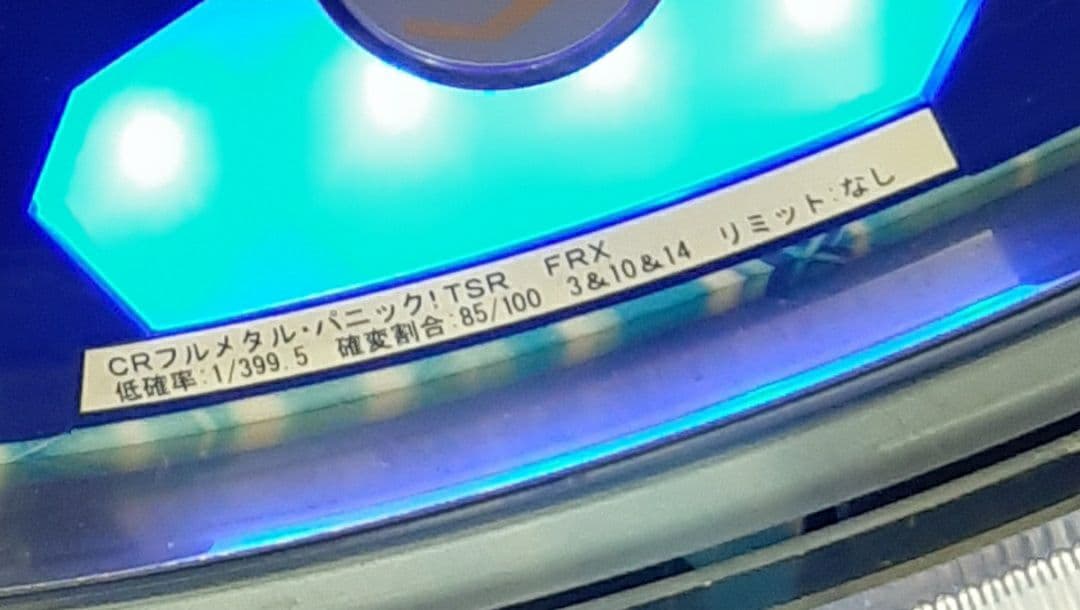 CRフルメタル・パニック!TSR FRX
低確率:1/399.5 確変割合:85/100 3&10&14 リミット:なし